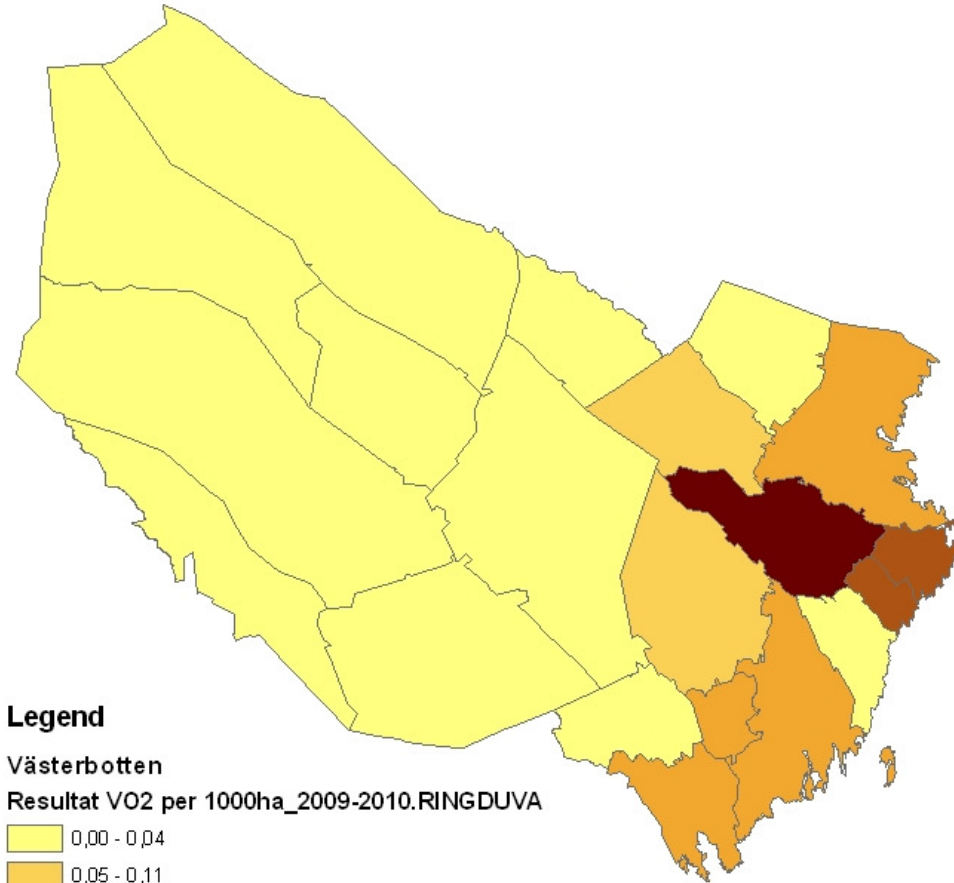 Legend
Västerbotten
Resultat VO2 per 1000ha_2009-2010.RINGDUVA
0,00 - 0,04
0,05 - 0,11